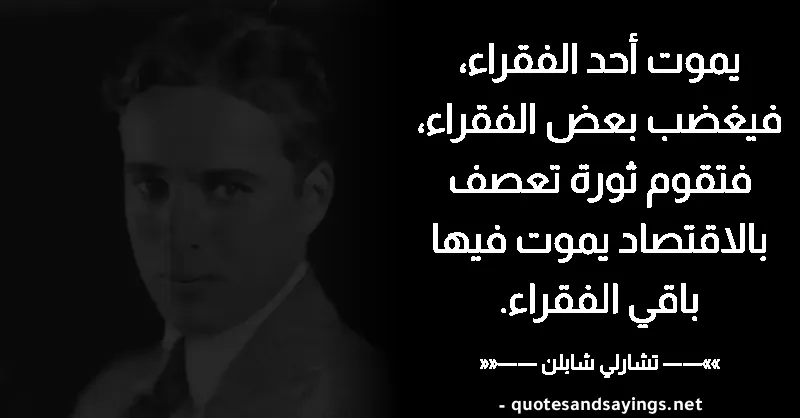 يموت أحد الفقراء،
فيغضب بعض الفقراء،
فتقوم ثورة تعصف
بالاقتصاد يموت فيها
باقي الفقراء.
««—— تشارلي شابلن ——»»
- quotesandsayings.net